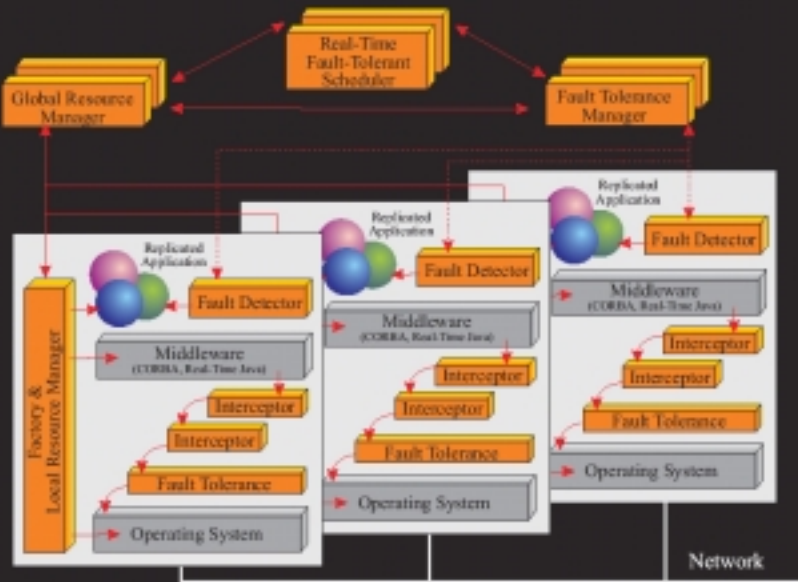 Real-Time
Fault-Tolerant
Scheduler
Global Resource
Manager
Fault Tolerance
Manager
Replicated
Application
Fault Detector
Middleware
(CORBA, Real-Time Java)
Interceptor
Interceptor
Fault Tolerance
Operating System
Replicated
Application
Fault Detector
Middleware
(CORBA, Real-Time Java)
Interceptor
Interceptor
Fault Tolerance
Operating System
Replicated
Application
Fault Detector
Middleware
(CORBA, Real-Time Java)
Interceptor
Interceptor
Fault Tolerance
Operating System
Factory &
Local Resource Manager
Network